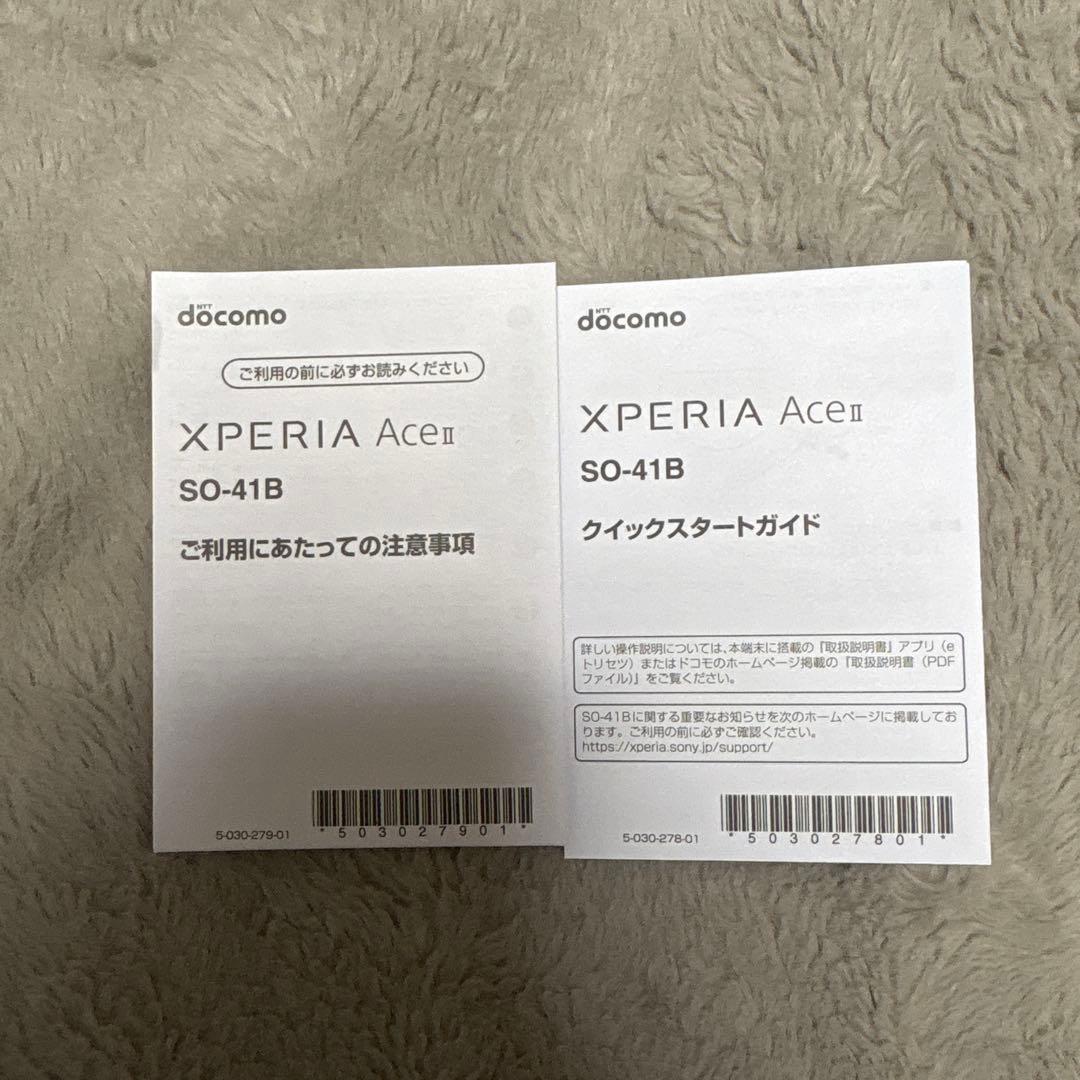 NTT
döcomo
ご利用の前に必ずお読みください
XPERIA Ace II
SO-41B
ご利用にあたっての注意事項
5-030-279-01
*503027901*
NTT
döcomo
XPERIA Ace II
SO-41B
クイックスタートガイド
詳しい操作説明については、本端末に搭載の「取扱説明書」アプリ（e
トリセツ）またはドコモのホームページ掲載の「取扱説明書（PDF
ファイル）」をご覧ください。
SO-41Bに関する重要なお知らせを次のホームページに掲載してお
ります。ご利用の前に必ずご確認ください。
https://xperia.sony.jp/support/
5-030-278-01
*503027801*